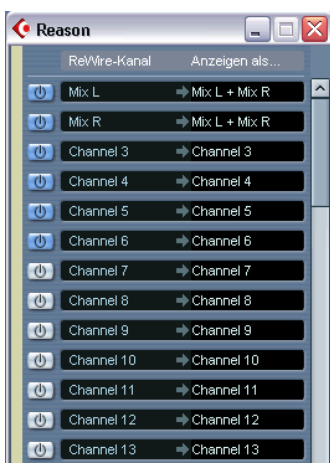 Reason
ReWire-Kanal Anzeigen als...
Mix L Mix L + Mix R
Mix R Mix L + Mix R
Channel 3 Channel 3
Channel 4 Channel 4
Channel 5 Channel 5
Channel 6 Channel 6
Channel 7 Channel 7
Channel 8 Channel 8
Channel 9 Channel 9
Channel 10 Channel 10
Channel 11 Channel 11
Channel 12 Channel 12
Channel 13 Channel 13